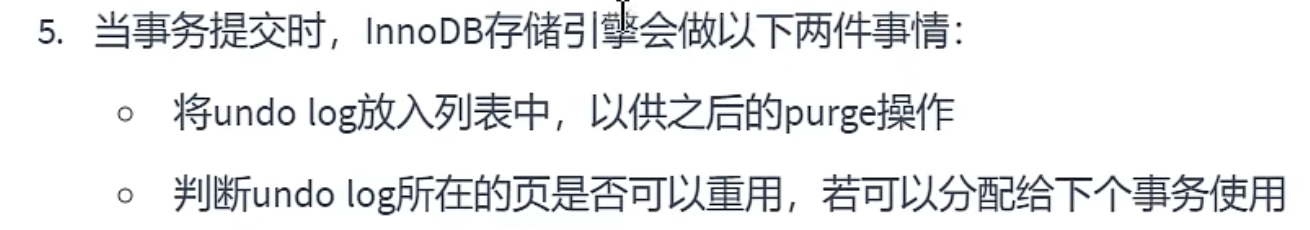 5. 当事务提交时，InnoDB存储引擎会做以下两件事情：
○ 将undo log放入列表中，以供之后的purge操作
○ 判断undo log所在的页是否可以重用，若可以分配给下个事务使用